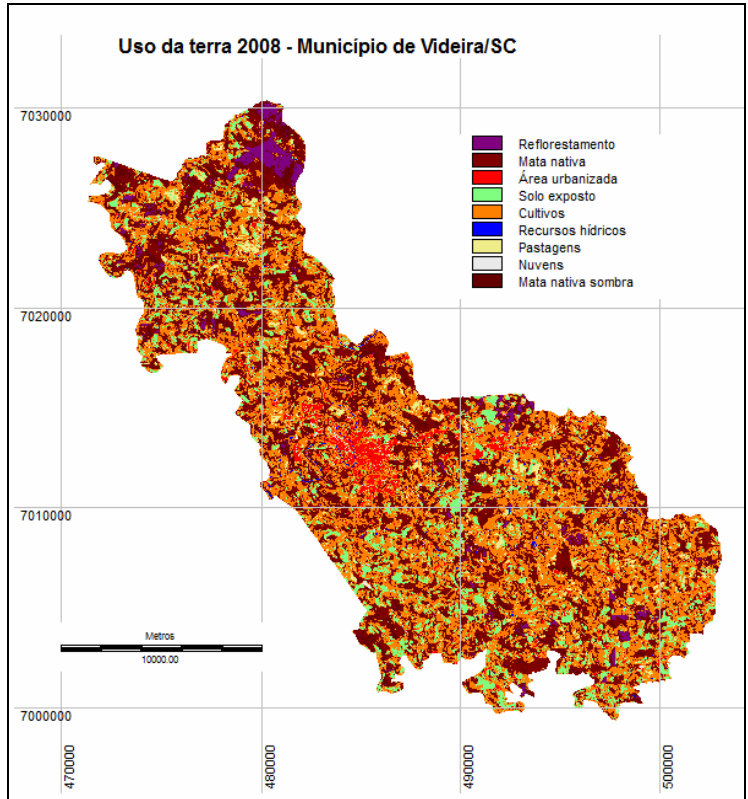 Uso da terra 2008 - Município de Videira/SC
7030000
Reflorestamento
Mata nativa
Área urbanizada
Solo exposto
Cultivos
Recursos hídricos
Pastagens
Nuvens
Mata nativa sombra
7020000
7010000
Metros
10000.00
7000000
470000
480000
490000
500000